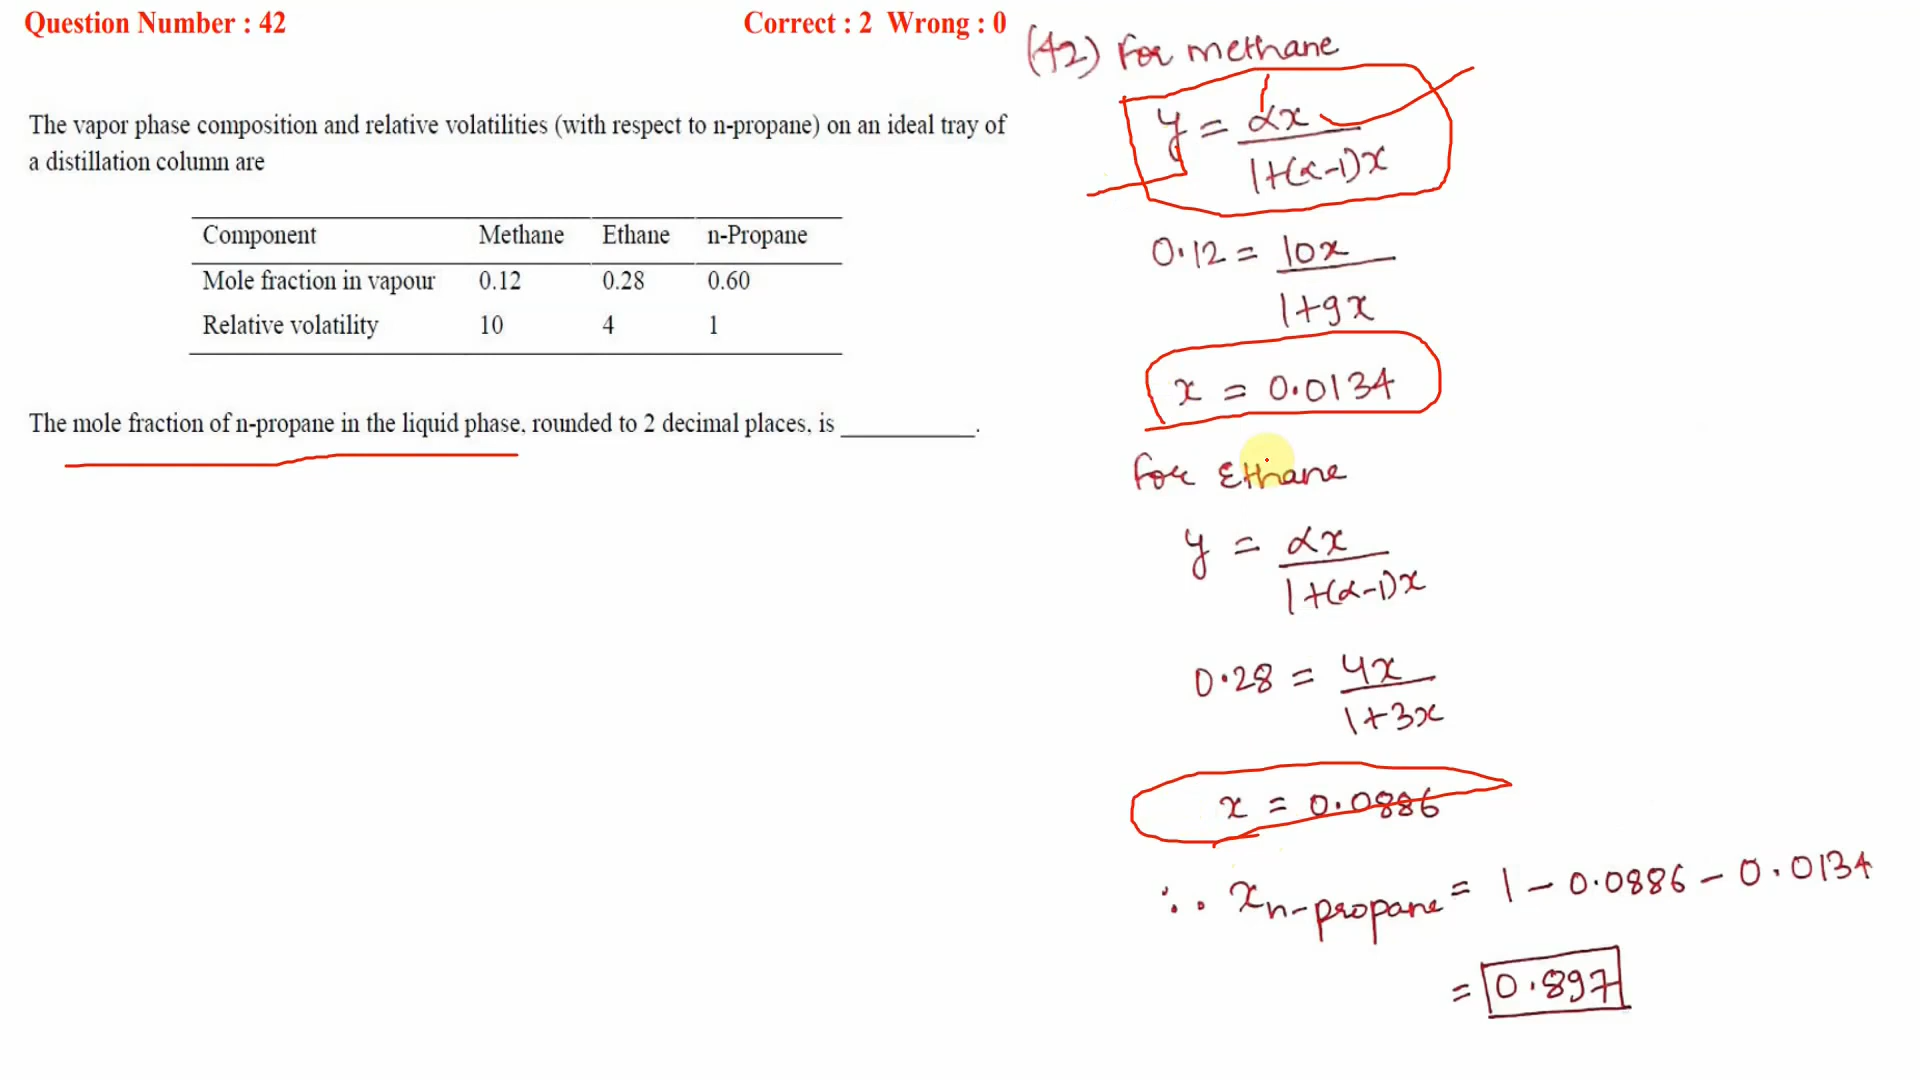 Question Number : 42
Correct : 2 Wrong : 0
The vapor phase composition and relative volatilities (with respect to n-propane) on an ideal tray of
a distillation column are
Component Methane Ethane n-Propane
Mole fraction in vapour 0.12 0.28 0.60
Relative volatility 10 4 1
The mole fraction of n-propane in the liquid phase, rounded to 2 decimal places, is ____________.
(42) For methane
y = αx
1+(α-1)x
0.12 = 10x
1+9x
x = 0.0134
for Ethane
y = αx
1+(α-1)x
0.28 = 4x
1+3x
x = 0.0886
∴ xn-propane = 1 - 0.0886 - 0.0134
= 0.897